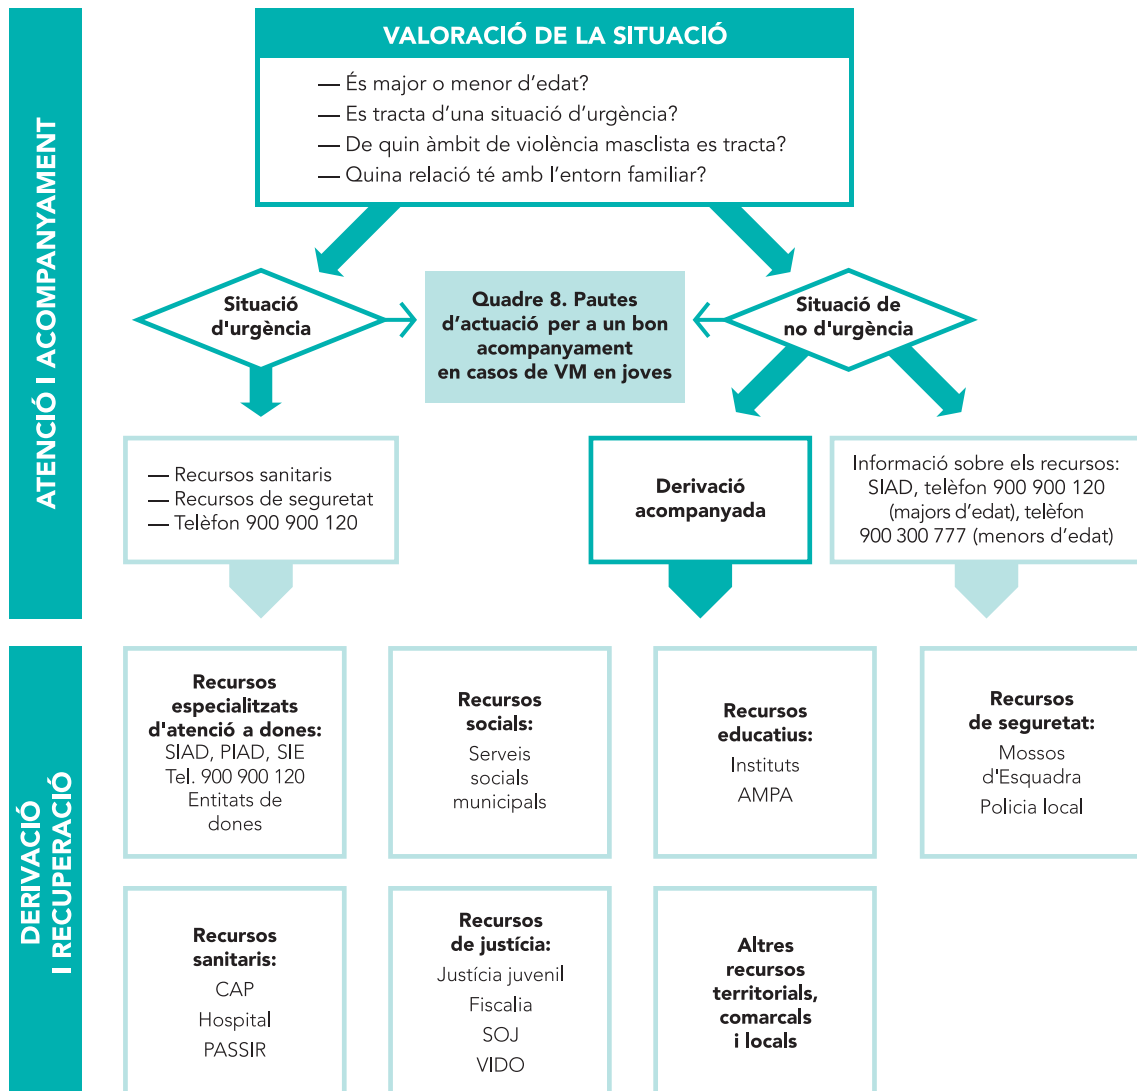 ATENCIÓ I ACOMPANYAMENT
VALORACIÓ DE LA SITUACIÓ
— És major o menor d’edat?
— Es tracta d’una situació d’urgència?
— De quin àmbit de violència masclista es tracta?
— Quina relació té amb l’entorn familiar?
Situació
d'urgència
Quadre 8. Pautes
d’actuació per a un bon
acompanyament
en casos de VM en joves
Situació de
no d'urgència
— Recursos sanitaris
— Recursos de seguretat
— Telèfon 900 900 120
Derivació
acompanyada
Informació sobre els recursos:
SIAD, telèfon 900 900 120
(majors d’edat), telèfon
900 300 777 (menors d’edat)
DERIVACIÓ
I RECUPERACIÓ
Recursos
especialitzats
d'atenció a dones:
SIAD, PIAD, SIE
Tel. 900 900 120
Entitats de
dones
Recursos
socials:
Serveis
socials
municipals
Recursos
educatius:
Instituts
AMPA
Recursos
de seguretat:
Mossos
d'Esquadra
Policia local
Recursos
sanitaris:
CAP
Hospital
PASSIR
Recursos
de justícia:
Justícia juvenil
Fiscalia
SOJ
VIDO
Altres
recursos
territorials,
comarcals
i locals